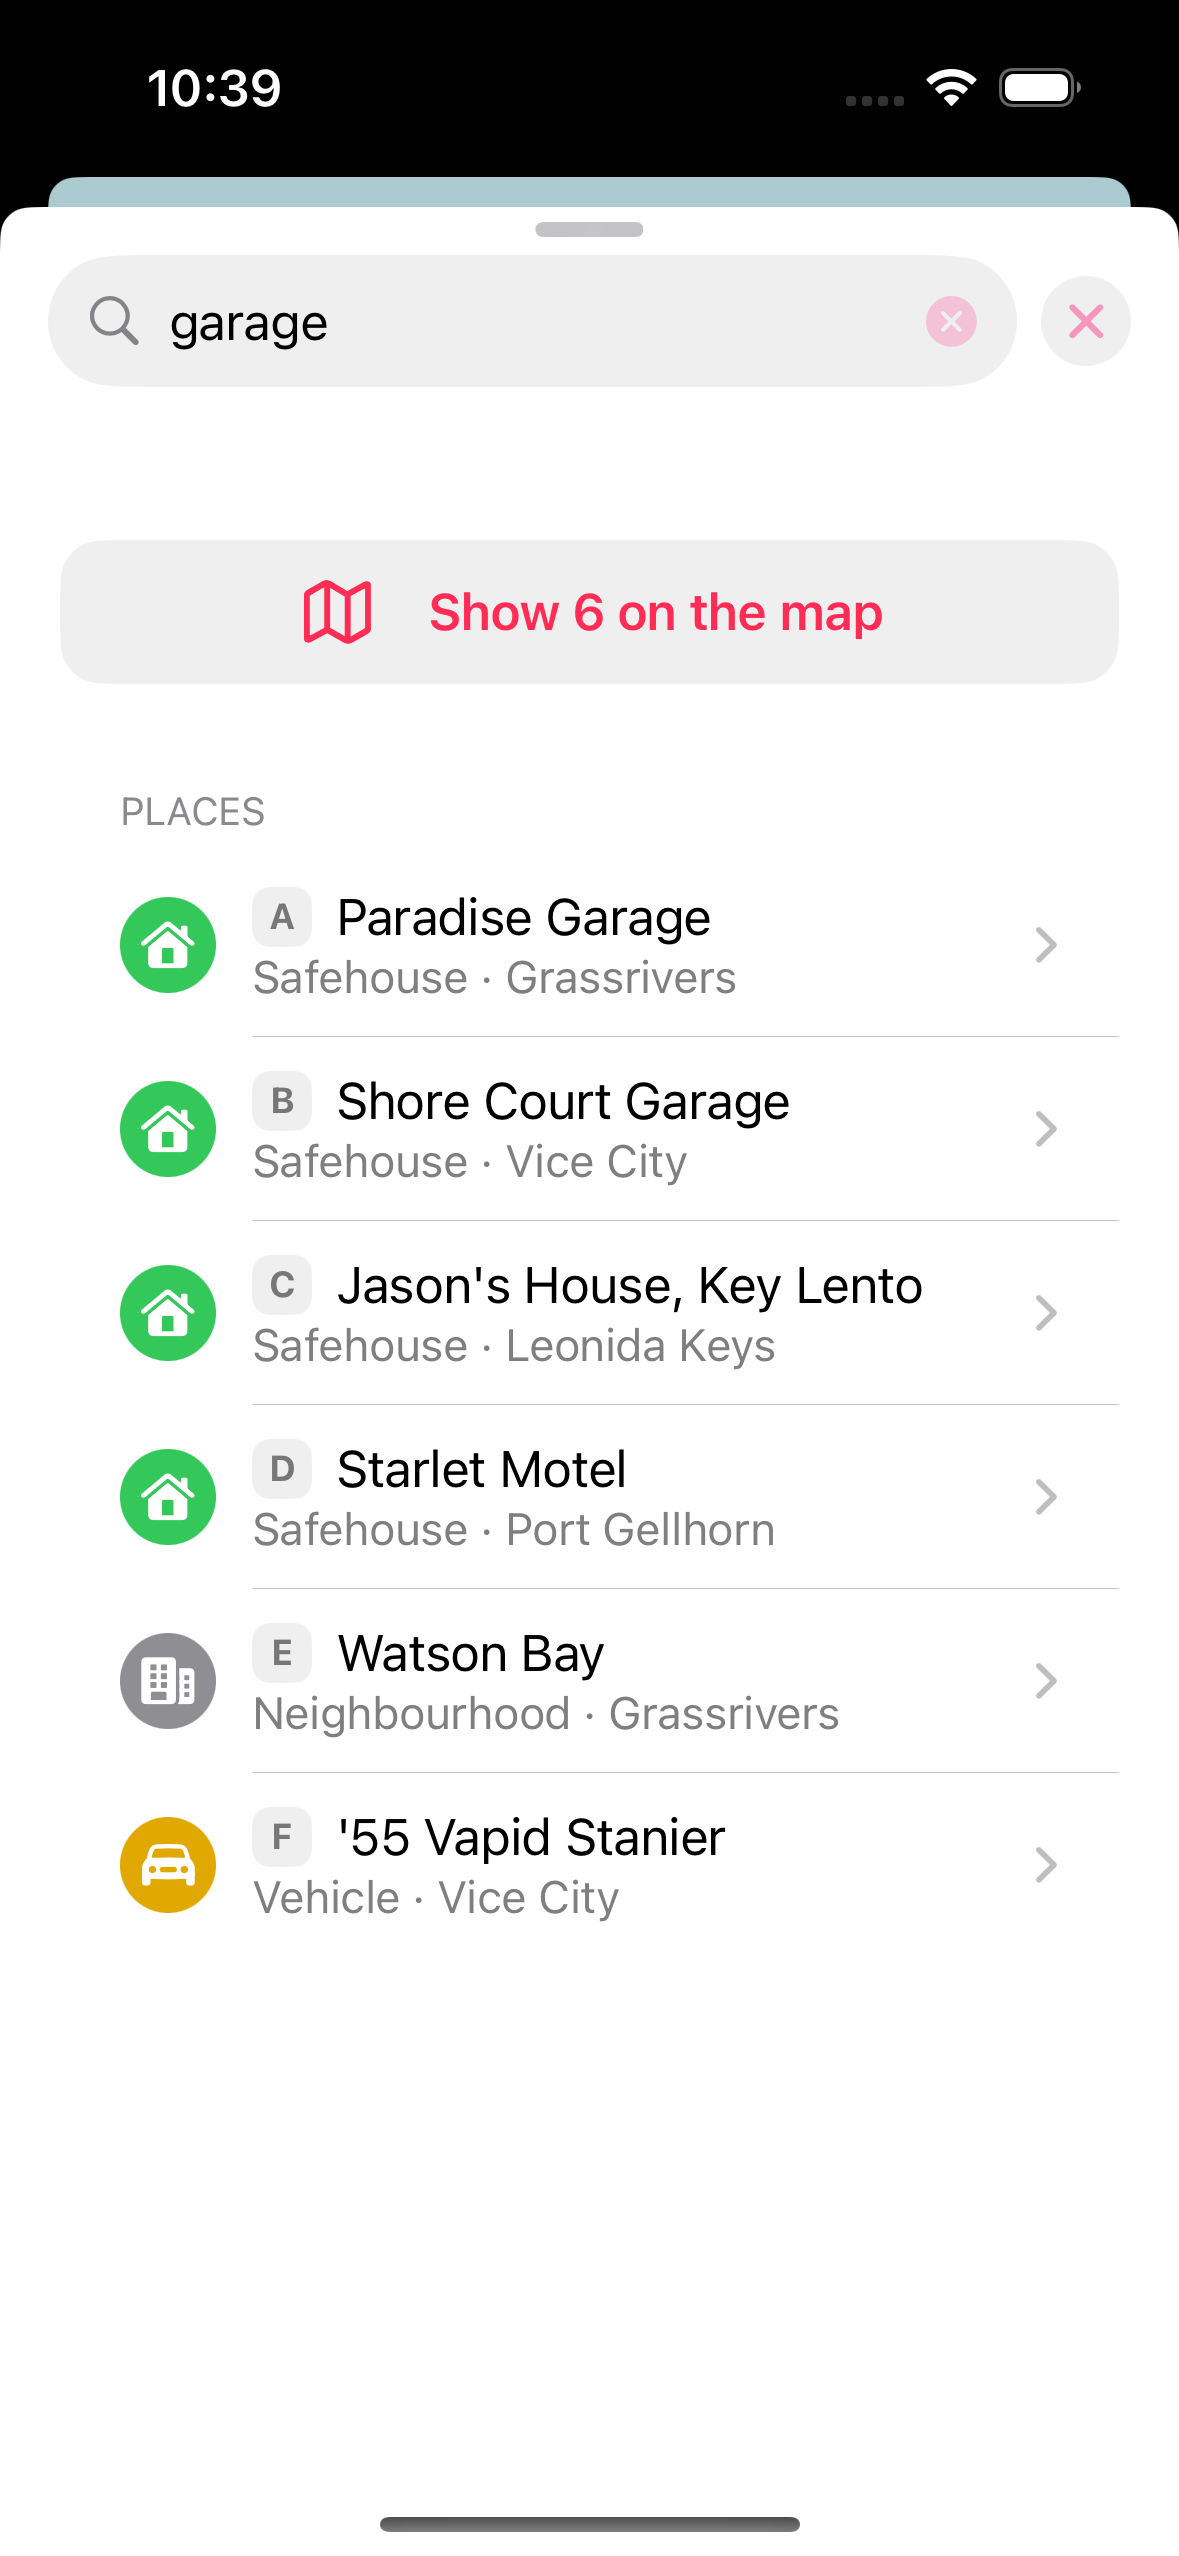 10:39
garage
Show 6 on the map
PLACES
A Paradise Garage
Safehouse · Grassrivers
B Shore Court Garage
Safehouse · Vice City
C Jason's House, Key Lento
Safehouse · Leonida Keys
D Starlet Motel
Safehouse · Port Gellhorn
E Watson Bay
Neighbourhood · Grassrivers
F '55 Vapid Stanier
Vehicle · Vice City